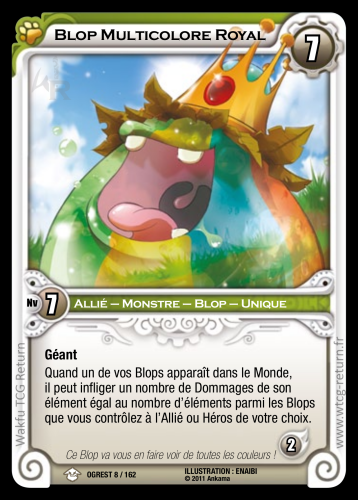 Blop Multicolore Royal
7
Nv 7
Allié – Monstre – Blop – Unique
Géant
Quand un de vos Blops apparaît dans le Monde,
il peut infliger un nombre de Dommages de son
élément égal au nombre d'éléments parmi les Blops
que vous contrôlez à l'Allié ou Héros de votre choix.
Ce Blop va vous en faire voir de toutes les couleurs !
2
OGREST 8 / 162
ILLUSTRATION : ENAIBI
© 2011 Ankama
Wakfu TCG Return
www.wtcg-return.fr